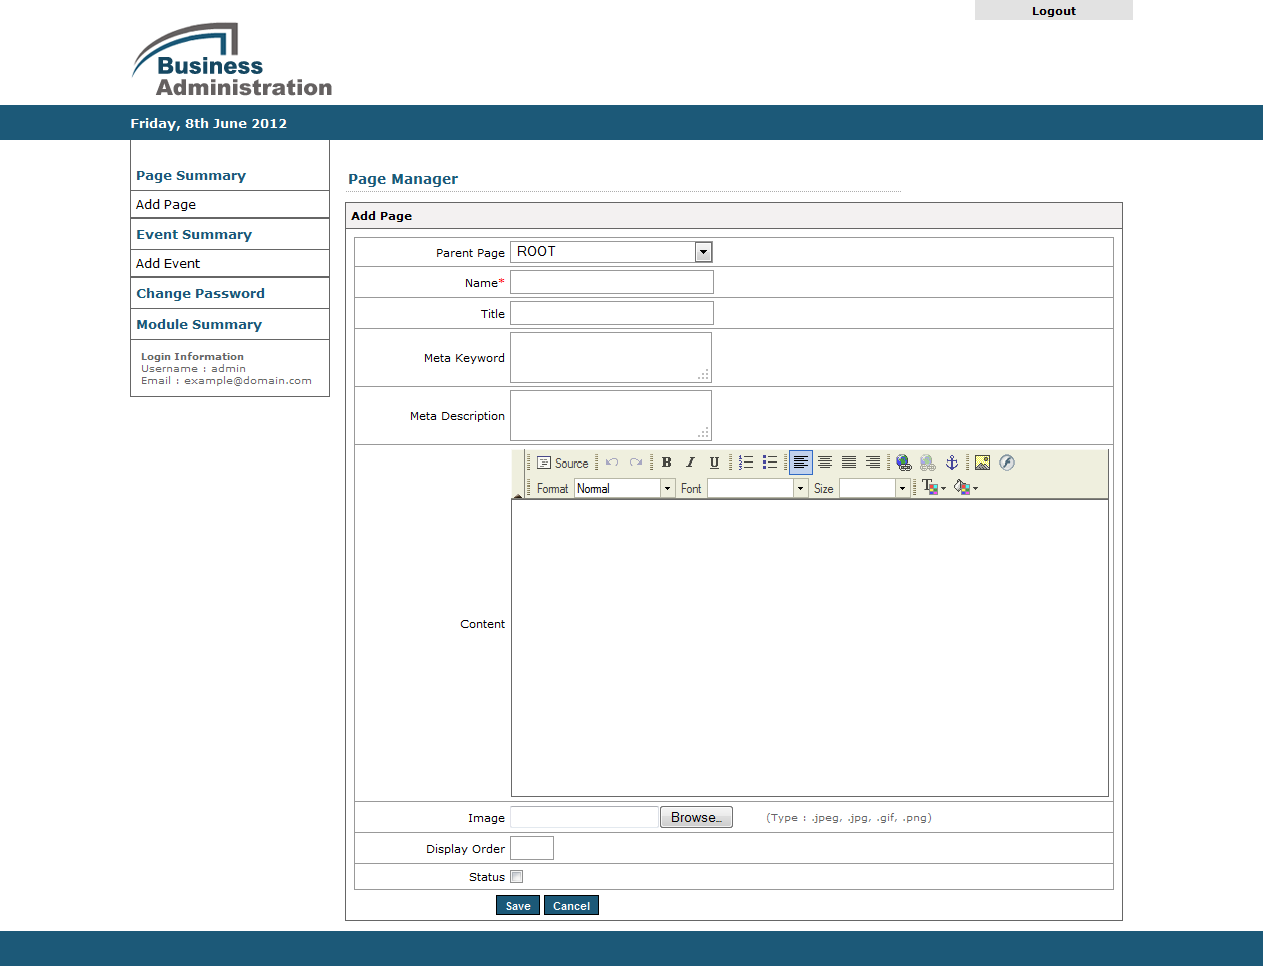 Logout
Business
Administration
Friday, 8th June 2012
Page Summary
Add Page
Event Summary
Add Event
Change Password
Module Summary
Login Information
Username : admin
Email : example@domain.com
Page Manager
Add Page
Parent Page ROOT
Name*
Title
Meta Keyword
Meta Description
Source B I U
Format Normal Font Size
Content
Image Browse... (Type : .jpeg, .jpg, .gif, .png)
Display Order
Status
Save Cancel